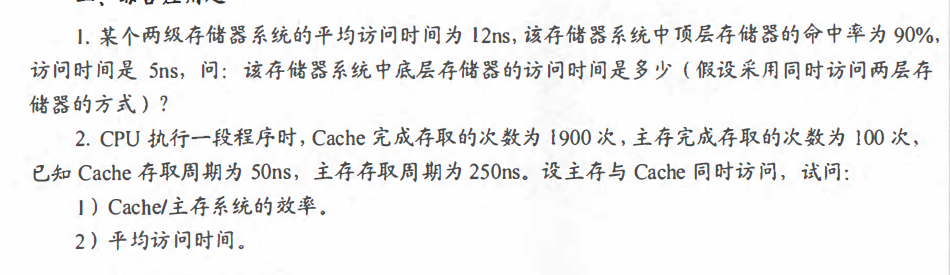 1. 某个两级存储器系统的平均访问时间为 12ns, 该存储器系统中顶层存储器的命中率为 90%,
访问时间是 5ns, 问: 该存储器系统中底层存储器的访问时间是多少（假设采用同时访问两层存
储器的方式）?
2. CPU 执行一段程序时, Cache 完成存取的次数为 1900 次, 主存完成存取的次数为 100 次,
已知 Cache 存取周期为 50ns, 主存存取周期为 250ns。设主存与 Cache 同时访问, 试问:
1）Cache/主存系统的效率。
2）平均访问时间。